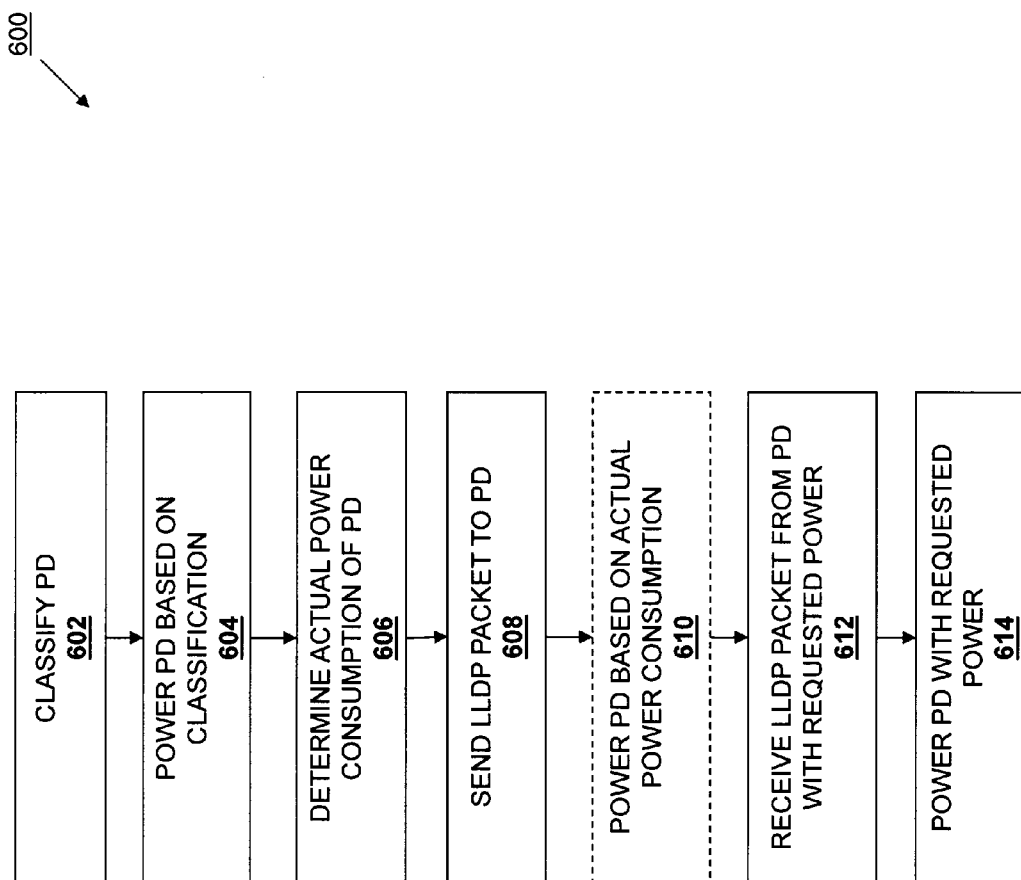 600
CLASSIFY PD
602
POWER PD BASED ON
CLASSIFICATION
604
DETERMINE ACTUAL POWER
CONSUMPTION OF PD
606
SEND LLDP PACKET TO PD
608
POWER PD BASED ON ACTUAL
POWER CONSUMPTION
610
RECEIVE LLDP PACKET FROM PD
WITH REQUESTED POWER
612
POWER PD WITH REQUESTED
POWER
614